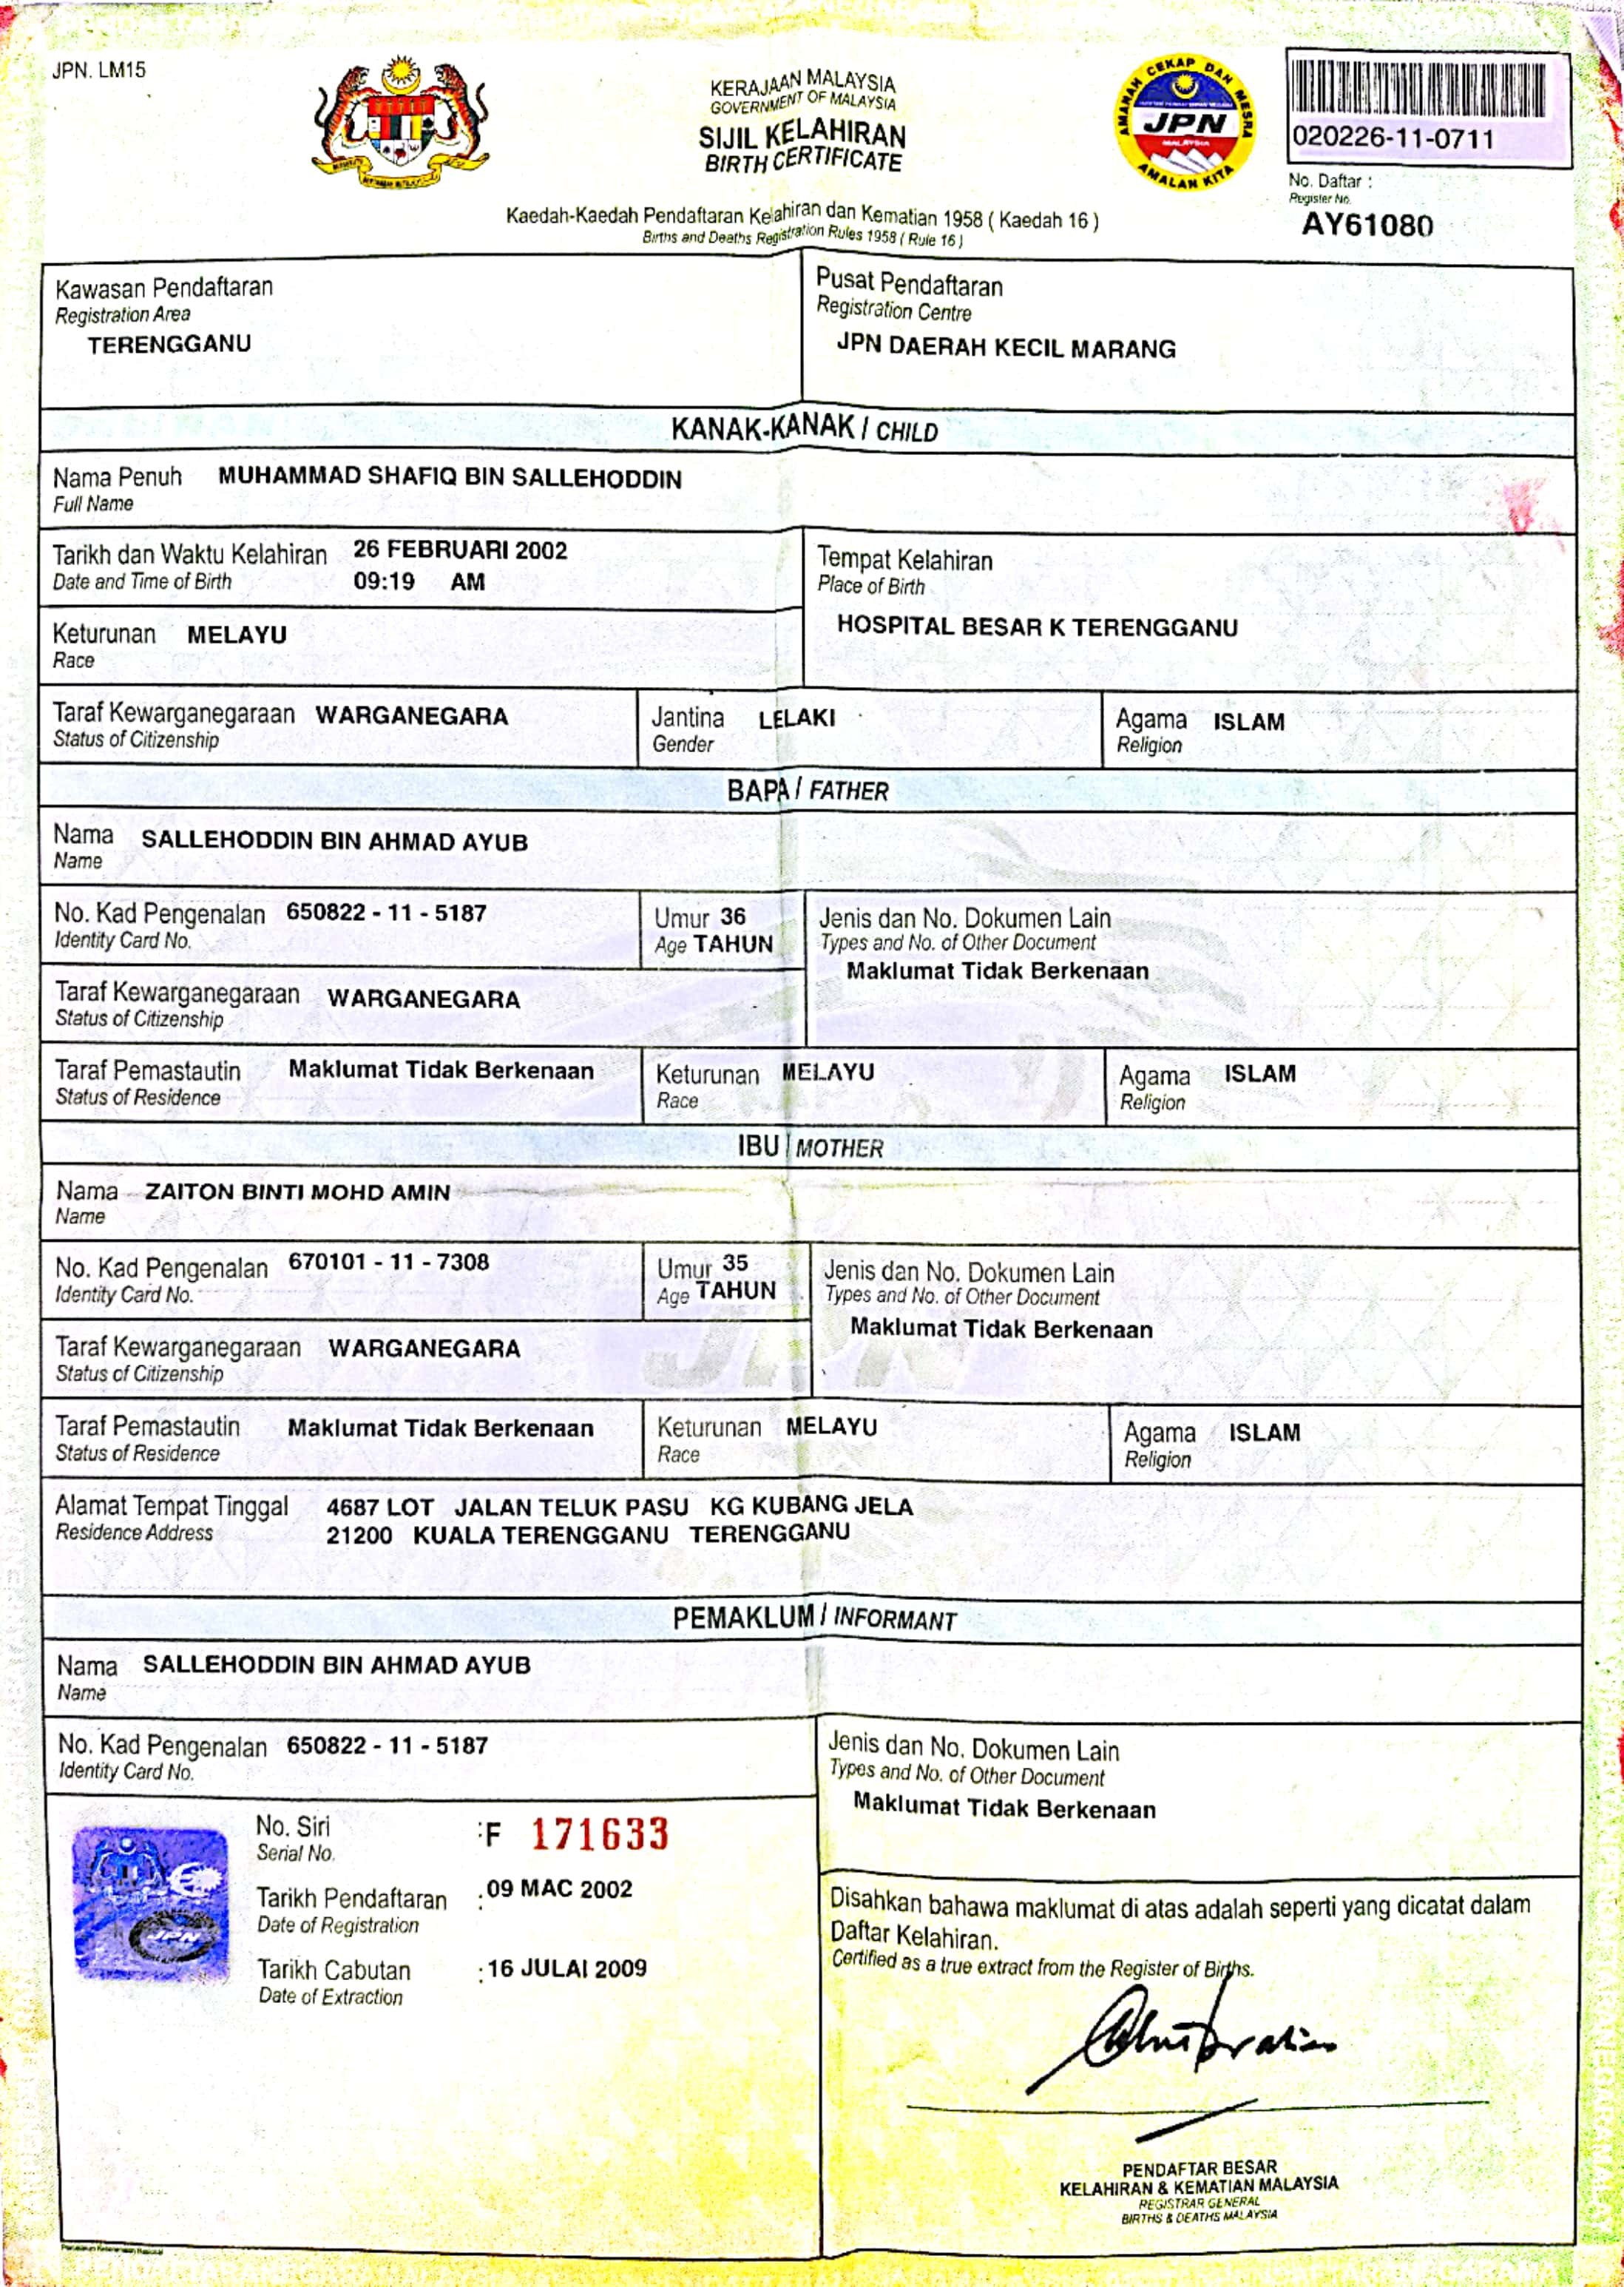 JPN. LM15
KERAJAAN MALAYSIA
GOVERNMENT OF MALAYSIA
SIJIL KELAHIRAN
BIRTH CERTIFICATE
Kaedah-Kaedah Pendaftaran Kelahiran dan Kematian 1958 ( Kaedah 16 )
Births and Deaths Registration Rules 1958 ( Rule 16 )
AMANAH CEKAP DAN MESRA
JPN
MALAYSIA
AMALAN KITA
020226-11-0711
No. Daftar :
Register No.
AY61080
Kawasan Pendaftaran
Registration Area
TERENGGANU
Pusat Pendaftaran
Registration Centre
JPN DAERAH KECIL MARANG
KANAK-KANAK / CHILD
Nama Penuh MUHAMMAD SHAFIQ BIN SALLEHODDIN
Full Name
Tarikh dan Waktu Kelahiran 26 FEBRUARI 2002
Date and Time of Birth 09:19 AM
Tempat Kelahiran
Place of Birth
HOSPITAL BESAR K TERENGGANU
Keturunan MELAYU
Race
Taraf Kewarganegaraan WARGANEGARA
Status of Citizenship
Jantina LELAKI
Gender
Agama ISLAM
Religion
BAPA / FATHER
Nama SALLEHODDIN BIN AHMAD AYUB
Name
No. Kad Pengenalan 650822 - 11 - 5187
Identity Card No.
Umur 36
Age TAHUN
Jenis dan No. Dokumen Lain
Types and No. of Other Document
Maklumat Tidak Berkenaan
Taraf Kewarganegaraan WARGANEGARA
Status of Citizenship
Taraf Pemastautin Maklumat Tidak Berkenaan
Status of Residence
Keturunan MELAYU
Race
Agama ISLAM
Religion
IBU / MOTHER
Nama ZAITON BINTI MOHD AMIN
Name
No. Kad Pengenalan 670101 - 11 - 7308
Identity Card No.
Umur 35
Age TAHUN
Jenis dan No. Dokumen Lain
Types and No. of Other Document
Maklumat Tidak Berkenaan
Taraf Kewarganegaraan WARGANEGARA
Status of Citizenship
Taraf Pemastautin Maklumat Tidak Berkenaan
Status of Residence
Keturunan MELAYU
Race
Agama ISLAM
Religion
Alamat Tempat Tinggal 4687 LOT JALAN TELUK PASU KG KUBANG JELA
Residence Address 21200 KUALA TERENGGANU TERENGGANU
PEMAKLUM / INFORMANT
Nama SALLEHODDIN BIN AHMAD AYUB
Name
No. Kad Pengenalan 650822 - 11 - 5187
Identity Card No.
Jenis dan No. Dokumen Lain
Types and No. of Other Document
Maklumat Tidak Berkenaan
No. Siri :F 171633
Serial No.
Tarikh Pendaftaran : 09 MAC 2002
Date of Registration
Tarikh Cabutan : 16 JULAI 2009
Date of Extraction
JPN
Disahkan bahawa maklumat di atas adalah seperti yang dicatat dalam
Daftar Kelahiran.
Certified as a true extract from the Register of Births.
PENDAFTAR BESAR
KELAHIRAN & KEMATIAN MALAYSIA
REGISTRAR GENERAL
BIRTHS & DEATHS MALAYSIA